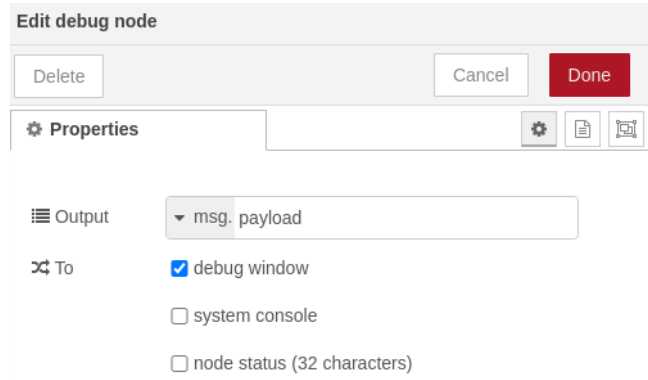 Edit debug node
Delete Cancel Done
Properties
Output msg. payload
To debug window
system console
node status (32 characters)